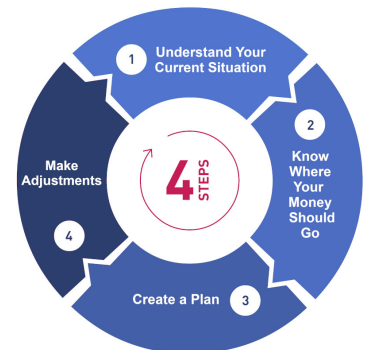 1
Understand Your
Current Situation
2
Know
Where
Your
Money
Should
Go
Create a Plan 3
Make
Adjustments
4
4
STEPS